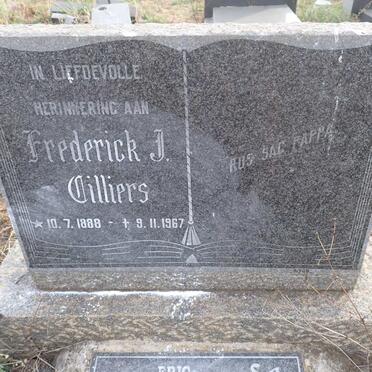 IN LIEFDEVOLLE
HERINNERING AAN
Frederick J.
Cilliers
* 10.7.1888 - ✝ 9.11.1967
RUS SAG PAPPA